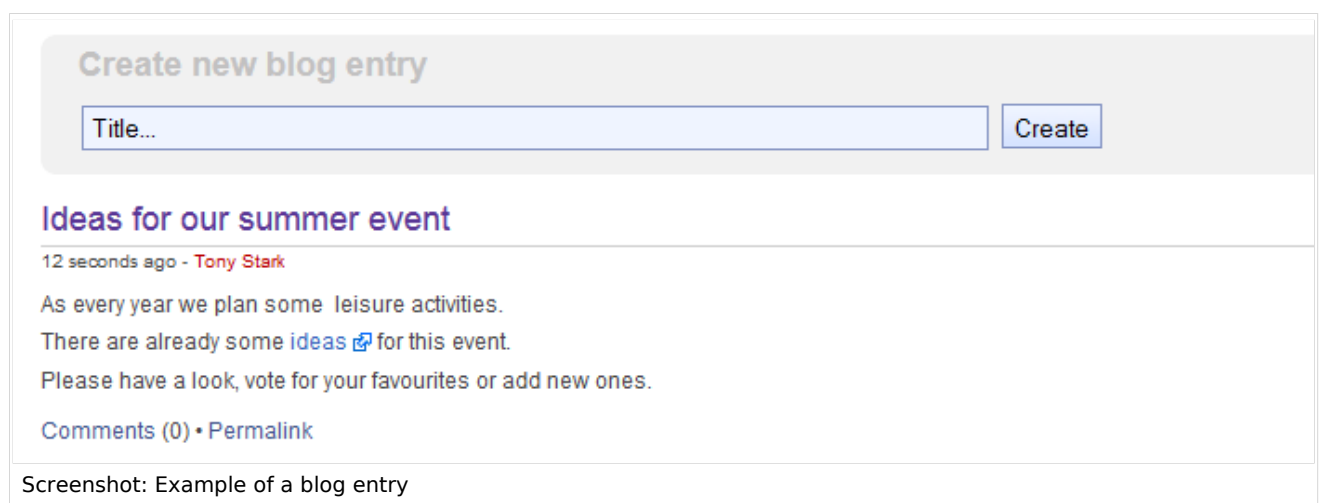 Create new blog entry
Title... Create
Ideas for our summer event
12 seconds ago - Tony Stark
As every year we plan some leisure activities.
There are already some ideas for this event.
Please have a look, vote for your favourites or add new ones.
Comments (0) • Permalink
Screenshot: Example of a blog entry